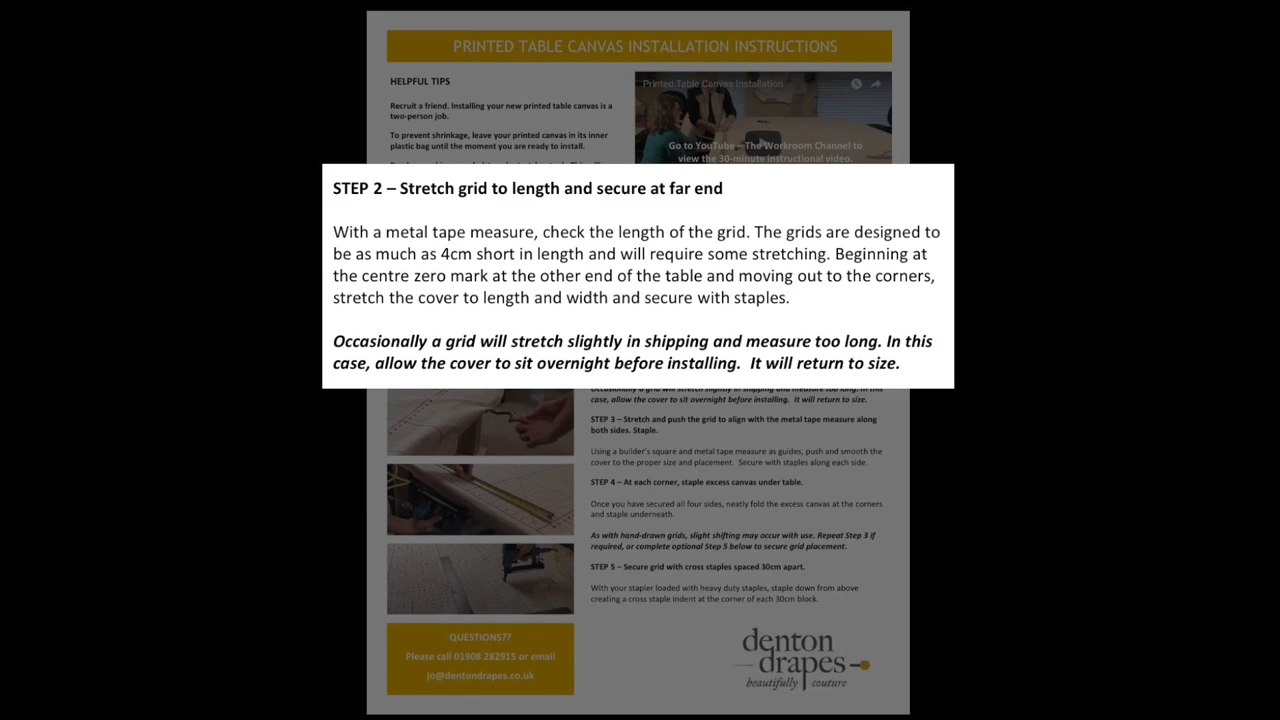 PRINTED TABLE CANVAS INSTALLATION INSTRUCTIONS
HELPFUL TIPS
Recruit a friend. Installing your new printed table canvas is a
two-person job.
To prevent shrinkage, leave your printed canvas in its inner
plastic bag until the moment you are ready to install.
Printed Table Canvas Installation
Go to YouTube – The Workroom Channel to
view the 30-minute instructional video.
STEP 2 – Stretch grid to length and secure at far end
With a metal tape measure, check the length of the grid. The grids are designed to
be as much as 4cm short in length and will require some stretching. Beginning at
the centre zero mark at the other end of the table and moving out to the corners,
stretch the cover to length and width and secure with staples.
Occasionally a grid will stretch slightly in shipping and measure too long. In this
case, allow the cover to sit overnight before installing.  It will return to size.
Occasionally a grid will stretch slightly in shipping and measure too long. In this
case, allow the cover to sit overnight before installing.  It will return to size.
STEP 3 – Stretch and push the grid to align with the metal tape measure along
both sides. Staple.
Using a builder's square and metal tape measure as guides, push and smooth the
cover to the proper size and placement.  Secure with staples along each side.
STEP 4 – At each corner, staple excess canvas under table.
Once you have secured all four sides, neatly fold the excess canvas at the corners
and staple underneath.
As with hand-drawn grids, slight shifting may occur with use. Repeat Step 3 if
required, or complete optional Step 5 below to secure grid placement.
STEP 5 – Secure grid with cross staples spaced 30cm apart.
With your stapler loaded with heavy duty staples, staple down from above
creating a cross staple indent at the corner of each 30cm block.
QUESTIONS??
Please call 01908 282915 or email
jo@dentondrapes.co.uk
denton
drapes
beautifully couture